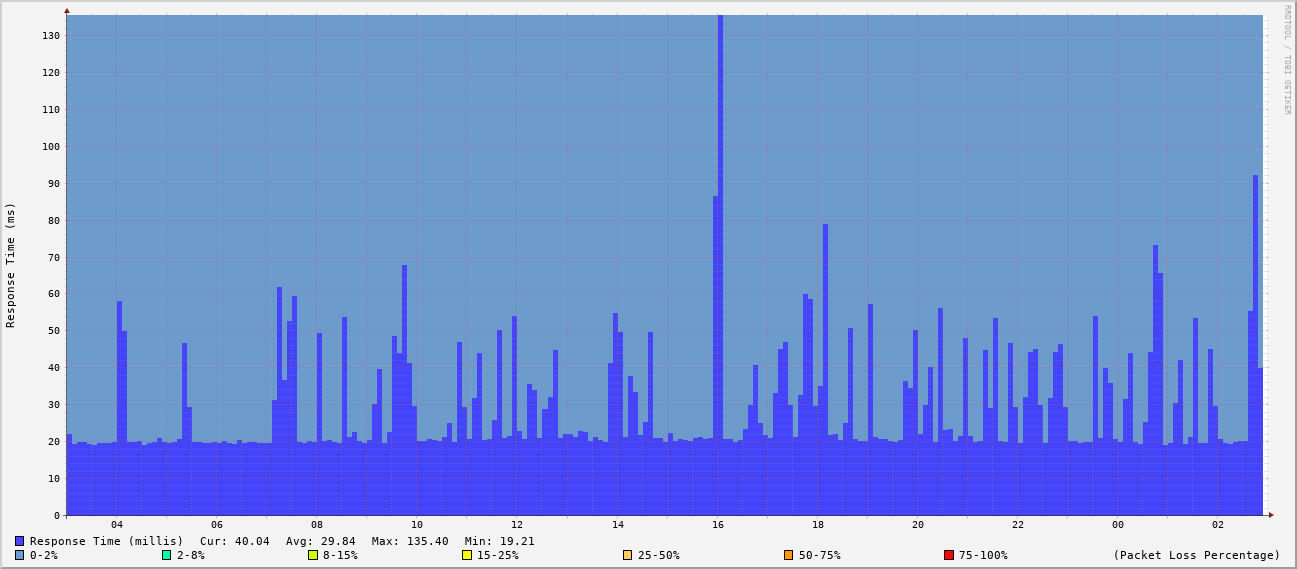 RRDTOOL / TOBI OETIKER
Response Time (ms)
130
120
110
100
90
80
70
60
50
40
30
20
10
0
04 06 08 10 12 14 16 18 20 22 00 02
Response Time (millis) Cur: 40.04 Avg: 29.84 Max: 135.40 Min: 19.21
0-2% 2-8% 8-15% 15-25% 25-50% 50-75% 75-100% (Packet Loss Percentage)